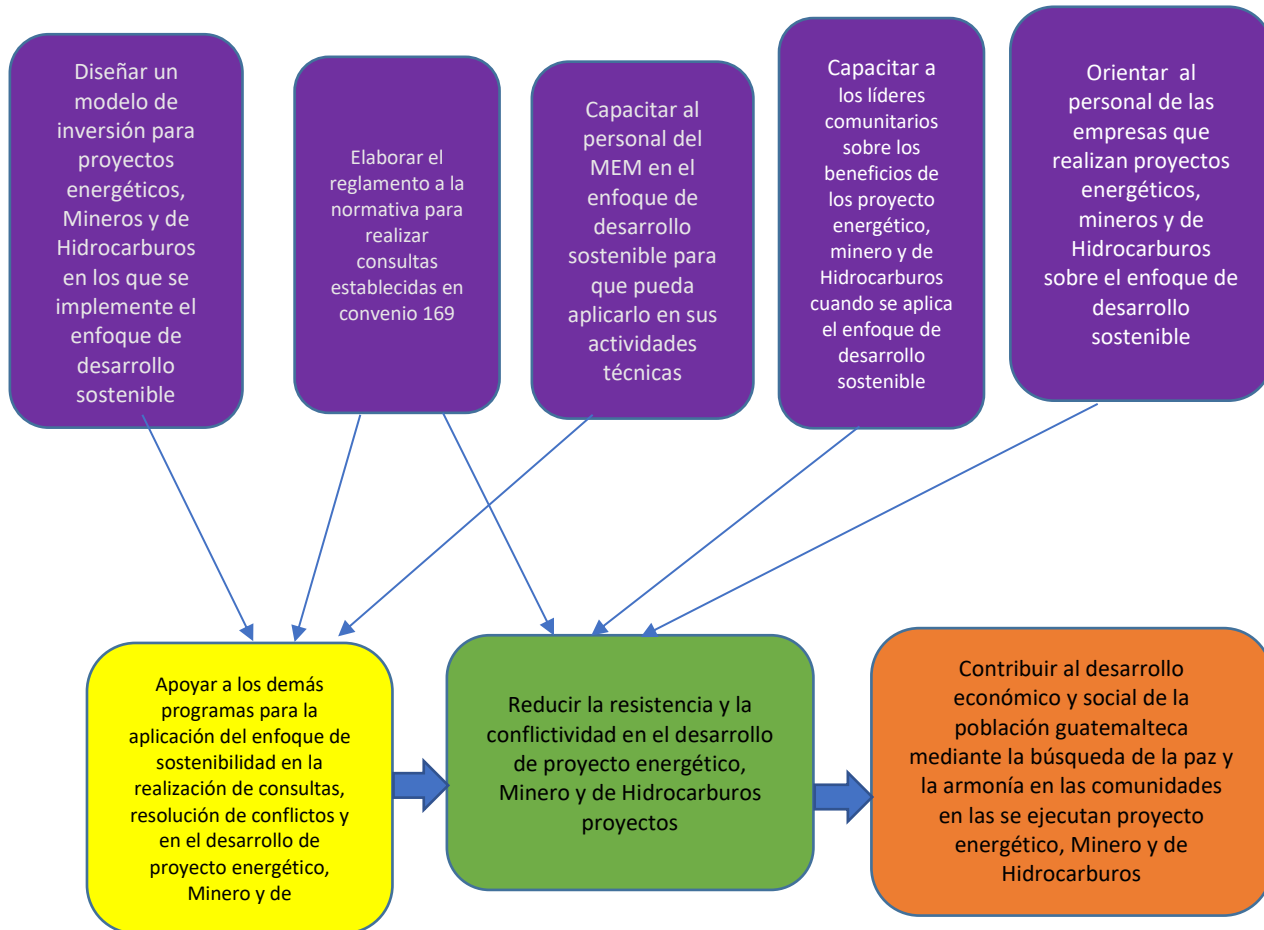 Diseñar un
modelo de
inversión para
proyectos
energéticos,
Mineros y de
Hidrocarburos
en los que se
implemente el
enfoque de
desarrollo
sostenible
Elaborar el
reglamento a la
normativa para
realizar
consultas
establecidas en
convenio 169
Capacitar al
personal del
MEM en el
enfoque de
desarrollo
sostenible para
que pueda
aplicarlo en sus
actividades
técnicas
Capacitar a
los líderes
comunitarios
sobre los
beneficios de
los proyecto
energético,
minero y de
Hidrocarburos
cuando se aplica
el enfoque de
desarrollo
sostenible
Orientar al
personal de las
empresas que
realizan proyectos
energéticos,
mineros y de
Hidrocarburos
sobre el enfoque de
desarrollo
sostenible
Apoyar a los demás
programas para la
aplicación del enfoque de
sostenibilidad en la
realización de consultas,
resolución de conflictos y
en el desarrollo de
proyecto energético,
Minero y de
Reducir la resistencia y la
conflictividad en el desarrollo
de proyecto energético,
Minero y de Hidrocarburos
proyectos
Contribuir al desarrollo
económico y social de la
población guatemalteca
mediante la búsqueda de la paz y
la armonía en las comunidades
en las se ejecutan proyecto
energético, Minero y de
Hidrocarburos